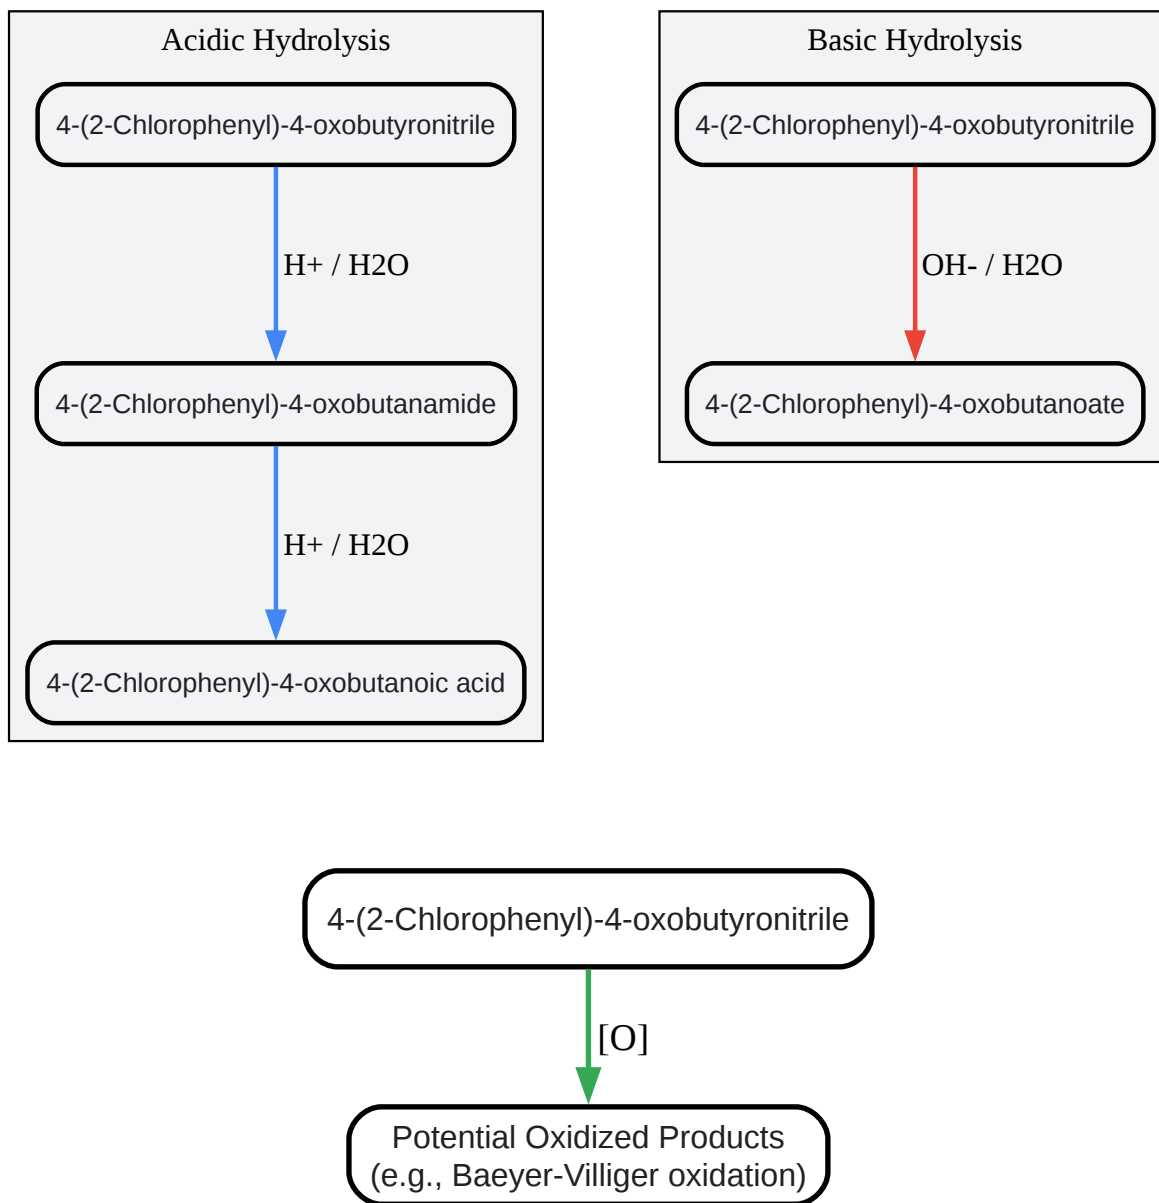 Acidic Hydrolysis
4-(2-Chlorophenyl)-4-oxobutyronitrile
H+ / H2O
4-(2-Chlorophenyl)-4-oxobutanamide
H+ / H2O
4-(2-Chlorophenyl)-4-oxobutanoic acid
Basic Hydrolysis
4-(2-Chlorophenyl)-4-oxobutyronitrile
OH- / H2O
4-(2-Chlorophenyl)-4-oxobutanoate
4-(2-Chlorophenyl)-4-oxobutyronitrile
[O]
Potential Oxidized Products
(e.g., Baeyer-Villiger oxidation)